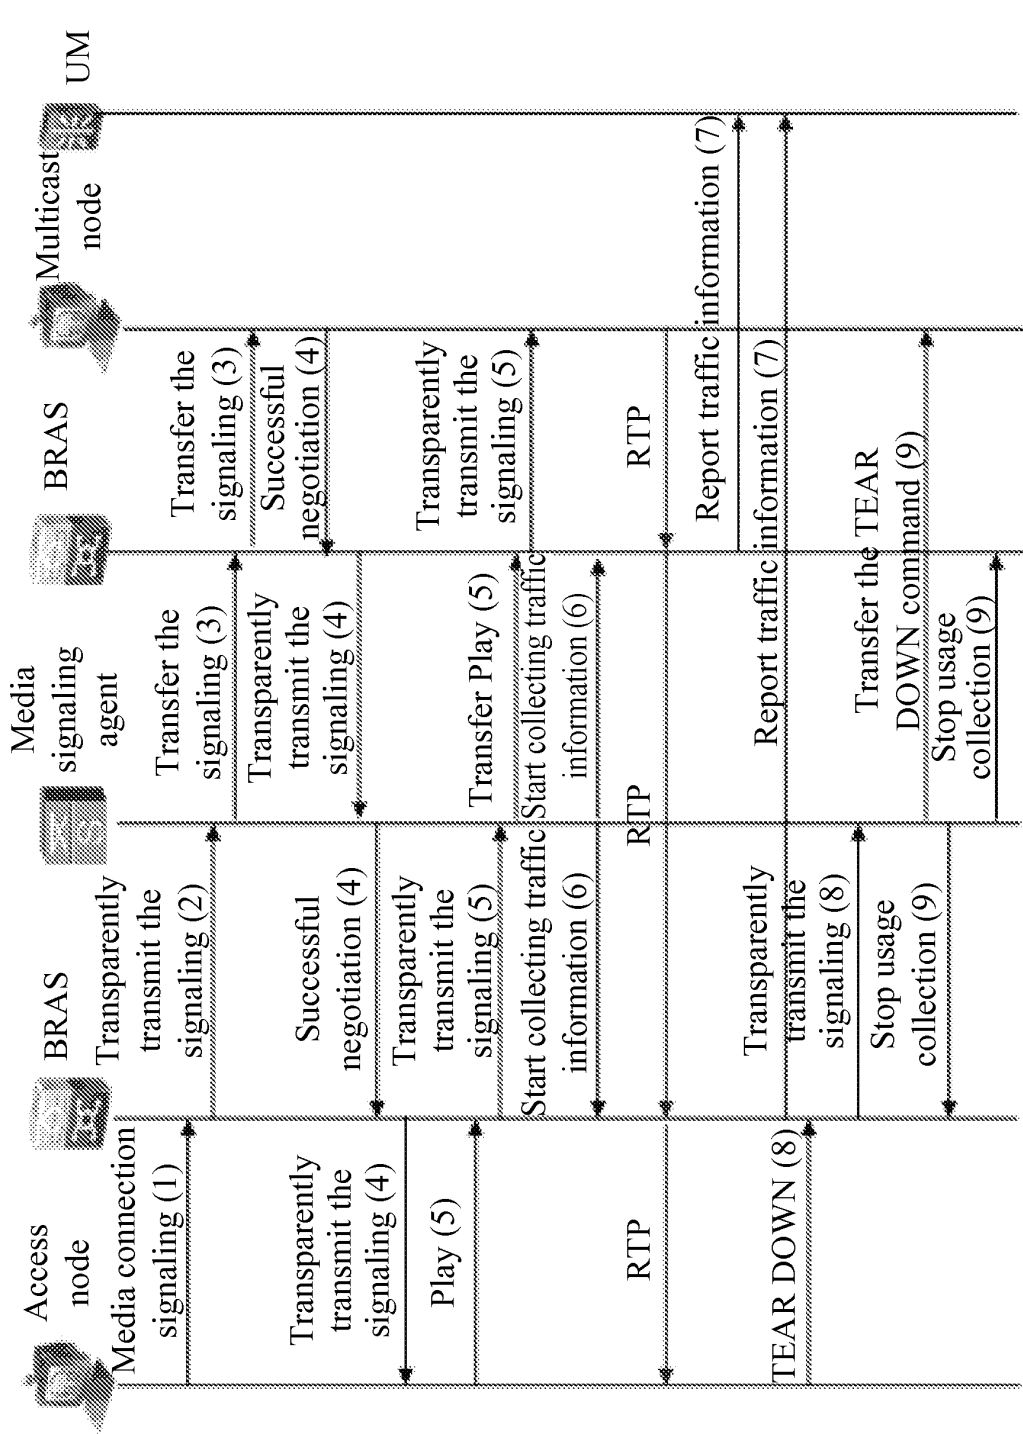 Access
node
BRAS
Media
signaling
agent
BRAS
Multicast
node
UM
Media connection
signaling (1)
Transparently
transmit the
signaling (2)
Transfer the
signaling (3)
Transfer the
signaling (3)
Successful
negotiation (4)
Transparently
transmit the
signaling (4)
Successful
negotiation (4)
Transparently
transmit the
signaling (4)
Play (5)
Transparently
transmit the
signaling (5)
Transfer Play (5)
Transparently
transmit the
signaling (5)
Start collecting traffic
information (6)
Start collecting traffic
information (6)
RTP
RTP
RTP
Report traffic information (7)
Report traffic information (7)
TEAR DOWN (8)
Transparently
transmit the
signaling (8)
Transfer the TEAR
DOWN command (9)
Stop usage
collection (9)
Stop usage
collection (9)